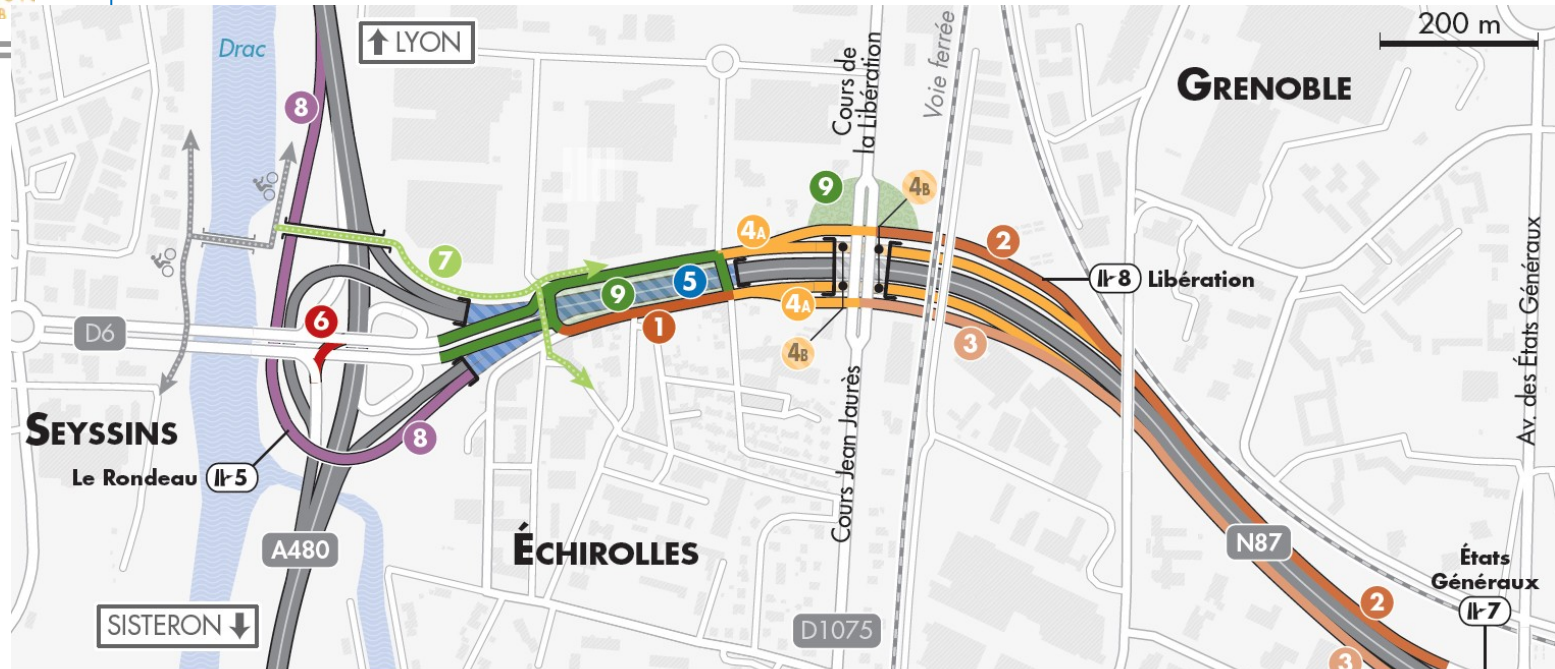 200 m
Drac
↑ LYON
Cours de
la Libération
Voie ferrée
GRENOBLE
8
9
4B
4A
2
7
8 Libération
9
5
D6
6
1
4A
3
4B
Av. des États Généraux
SEYSSINS
8
Le Rondeau 5
Cours Jean Jaurès
A480
ÉCHIROLLES
N87
États
Généraux
7
2
SISTERON ↓
D1075
3